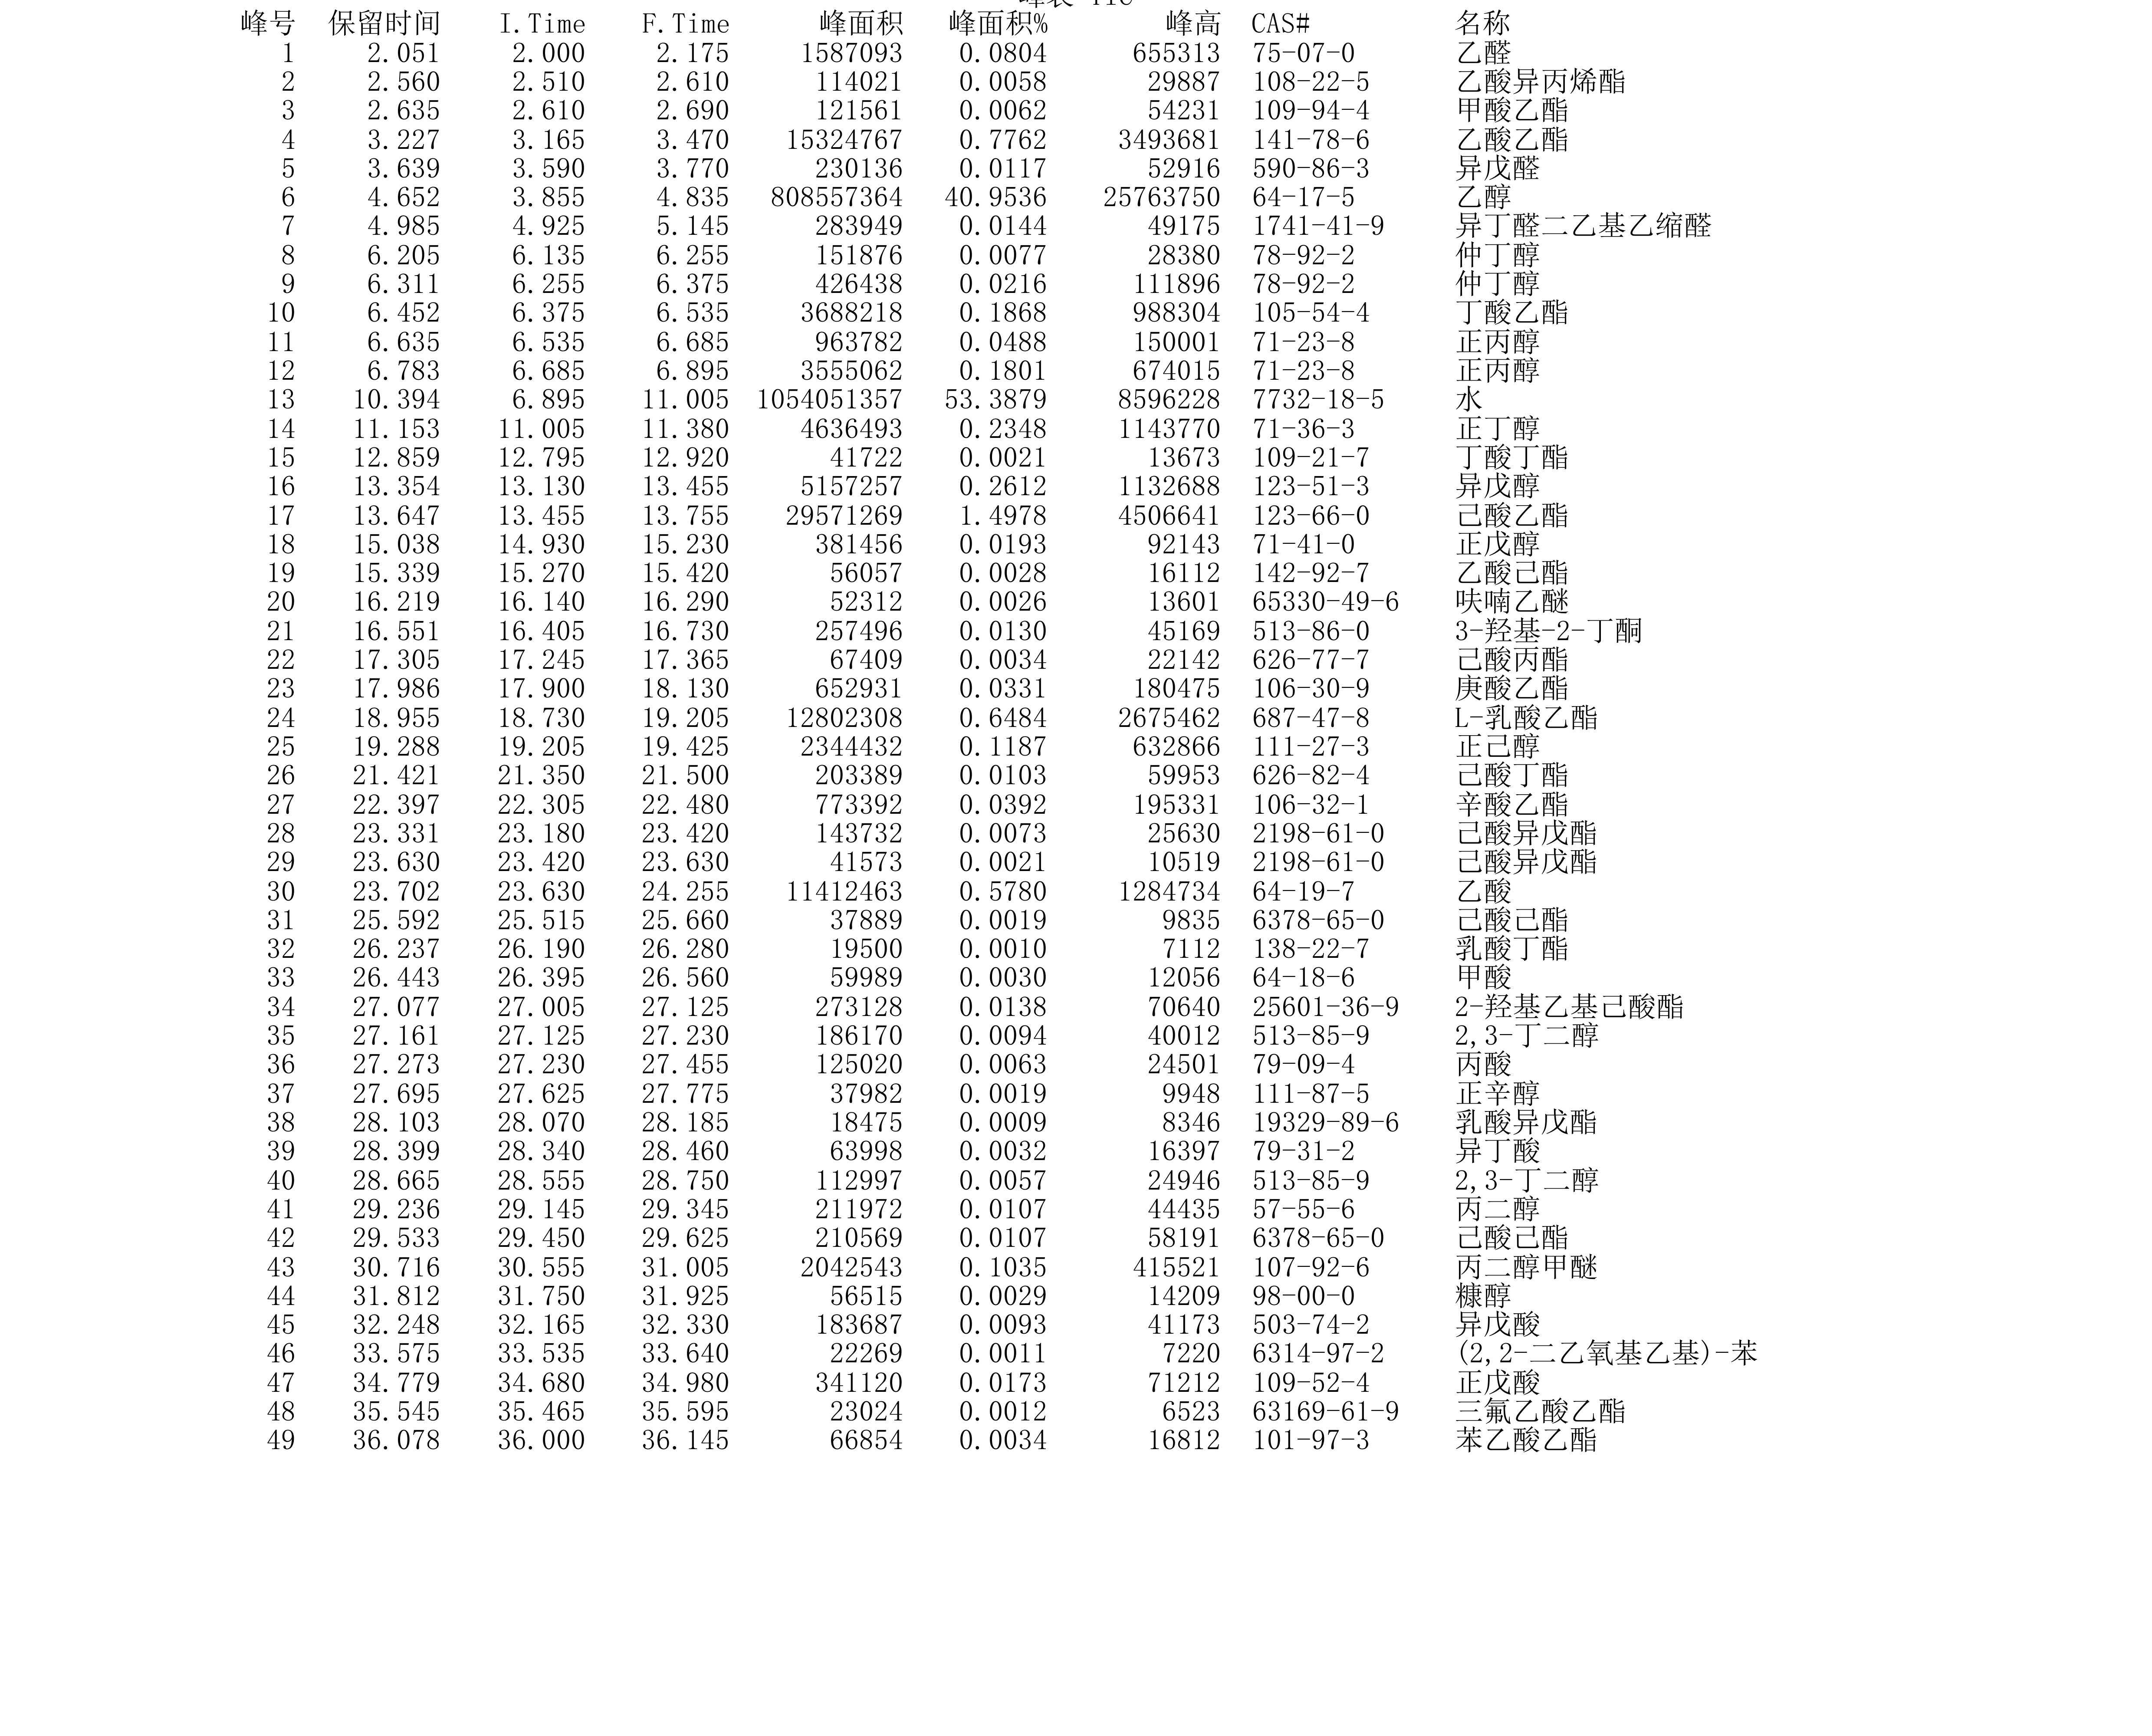 峰号 保留时间 I.Time F.Time 峰面积 峰面积% 峰高 CAS# 名称
1 2.051 2.000 2.175 1587093 0.0804 655313 75-07-0 乙醛
2 2.560 2.510 2.610 114021 0.0058 29887 108-22-5 乙酸异丙烯酯
3 2.635 2.610 2.690 121561 0.0062 54231 109-94-4 甲酸乙酯
4 3.227 3.165 3.470 15324767 0.7762 3493681 141-78-6 乙酸乙酯
5 3.639 3.590 3.770 230136 0.0117 52916 590-86-3 异戊醛
6 4.652 3.855 4.835 808557364 40.9536 25763750 64-17-5 乙醇
7 4.985 4.925 5.145 283949 0.0144 49175 1741-41-9 异丁醛二乙基乙缩醛
8 6.205 6.135 6.255 151876 0.0077 28380 78-92-2 仲丁醇
9 6.311 6.255 6.375 426438 0.0216 111896 78-92-2 仲丁醇
10 6.452 6.375 6.535 3688218 0.1868 988304 105-54-4 丁酸乙酯
11 6.635 6.535 6.685 963782 0.0488 150001 71-23-8 正丙醇
12 6.783 6.685 6.895 3555062 0.1801 674015 71-23-8 正丙醇
13 10.394 6.895 11.005 1054051357 53.3879 8596228 7732-18-5 水
14 11.153 11.005 11.380 4636493 0.2348 1143770 71-36-3 正丁醇
15 12.859 12.795 12.920 41722 0.0021 13673 109-21-7 丁酸丁酯
16 13.354 13.130 13.455 5157257 0.2612 1132688 123-51-3 异戊醇
17 13.647 13.455 13.755 29571269 1.4978 4506641 123-66-0 己酸乙酯
18 15.038 14.930 15.230 381456 0.0193 92143 71-41-0 正戊醇
19 15.339 15.270 15.420 56057 0.0028 16112 142-92-7 乙酸己酯
20 16.219 16.140 16.290 52312 0.0026 13601 65330-49-6 呋喃乙醚
21 16.551 16.405 16.730 257496 0.0130 45169 513-86-0 3-羟基-2-丁酮
22 17.305 17.245 17.365 67409 0.0034 22142 626-77-7 己酸丙酯
23 17.986 17.900 18.130 652931 0.0331 180475 106-30-9 庚酸乙酯
24 18.955 18.730 19.205 12802308 0.6484 2675462 687-47-8 L-乳酸乙酯
25 19.288 19.205 19.425 2344432 0.1187 632866 111-27-3 正己醇
26 21.421 21.350 21.500 203389 0.0103 59953 626-82-4 己酸丁酯
27 22.397 22.305 22.480 773392 0.0392 195331 106-32-1 辛酸乙酯
28 23.331 23.180 23.420 143732 0.0073 25630 2198-61-0 己酸异戊酯
29 23.630 23.420 23.630 41573 0.0021 10519 2198-61-0 己酸异戊酯
30 23.702 23.630 24.255 11412463 0.5780 1284734 64-19-7 乙酸
31 25.592 25.515 25.660 37889 0.0019 9835 6378-65-0 己酸己酯
32 26.237 26.190 26.280 19500 0.0010 7112 138-22-7 乳酸丁酯
33 26.443 26.395 26.560 59989 0.0030 12056 64-18-6 甲酸
34 27.077 27.005 27.125 273128 0.0138 70640 25601-36-9 2-羟基乙基己酸酯
35 27.161 27.125 27.230 186170 0.0094 40012 513-85-9 2,3-丁二醇
36 27.273 27.230 27.455 125020 0.0063 24501 79-09-4 丙酸
37 27.695 27.625 27.775 37982 0.0019 9948 111-87-5 正辛醇
38 28.103 28.070 28.185 18475 0.0009 8346 19329-89-6 乳酸异戊酯
39 28.399 28.340 28.460 63998 0.0032 16397 79-31-2 异丁酸
40 28.665 28.555 28.750 112997 0.0057 24946 513-85-9 2,3-丁二醇
41 29.236 29.145 29.345 211972 0.0107 44435 57-55-6 丙二醇
42 29.533 29.450 29.625 210569 0.0107 58191 6378-65-0 己酸己酯
43 30.716 30.555 31.005 2042543 0.1035 415521 107-92-6 丙二醇甲醚
44 31.812 31.750 31.925 56515 0.0029 14209 98-00-0 糠醇
45 32.248 32.165 32.330 183687 0.0093 41173 503-74-2 异戊酸
46 33.575 33.535 33.640 22269 0.0011 7220 6314-97-2 (2,2-二乙氧基乙基)-苯
47 34.779 34.680 34.980 341120 0.0173 71212 109-52-4 正戊酸
48 35.545 35.465 35.595 23024 0.0012 6523 63169-61-9 三氟乙酸乙酯
49 36.078 36.000 36.145 66854 0.0034 16812 101-97-3 苯乙酸乙酯